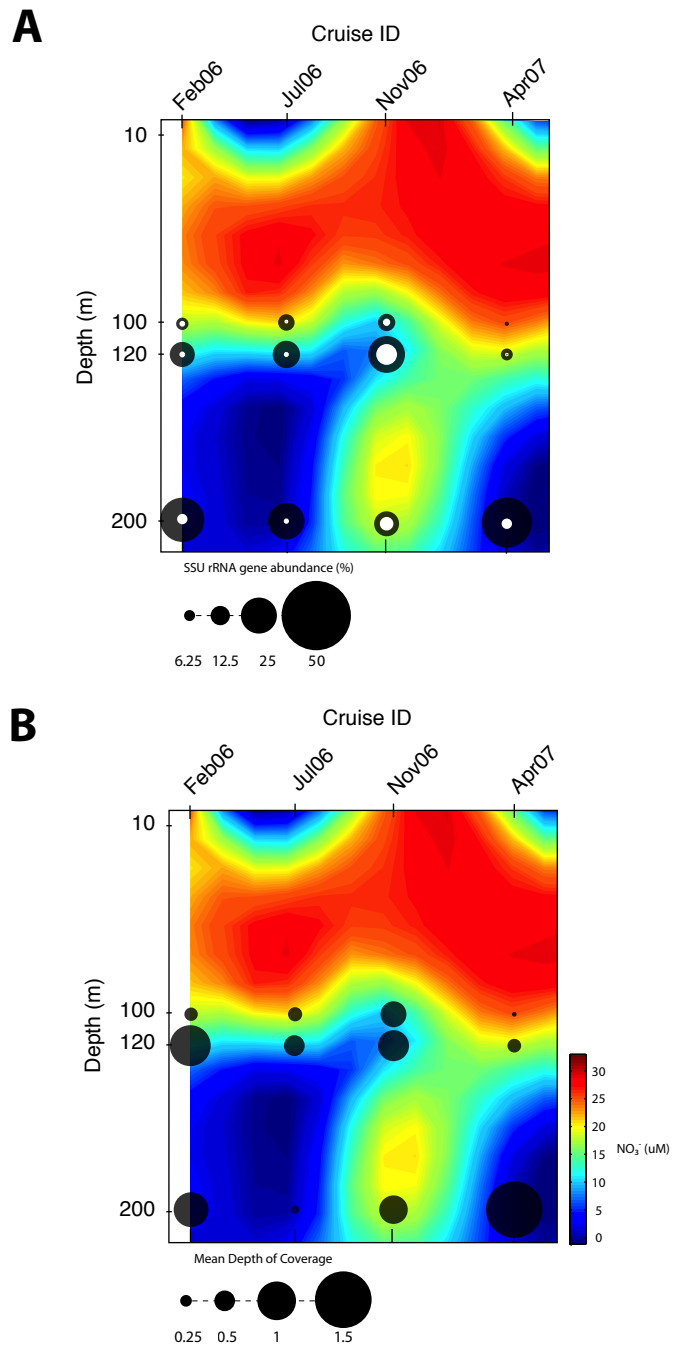 A
Cruise ID
Feb06 Jul06 Nov06 Apr07
10
Depth (m)
100
120
200
SSU rRNA gene abundance (%)
6.25 12.5 25 50
B
Cruise ID
Feb06 Jul06 Nov06 Apr07
10
Depth (m)
100
120
200
30
25
20
15
10
5
0
NO₃⁻ (uM)
Mean Depth of Coverage
0.25 0.5 1 1.5